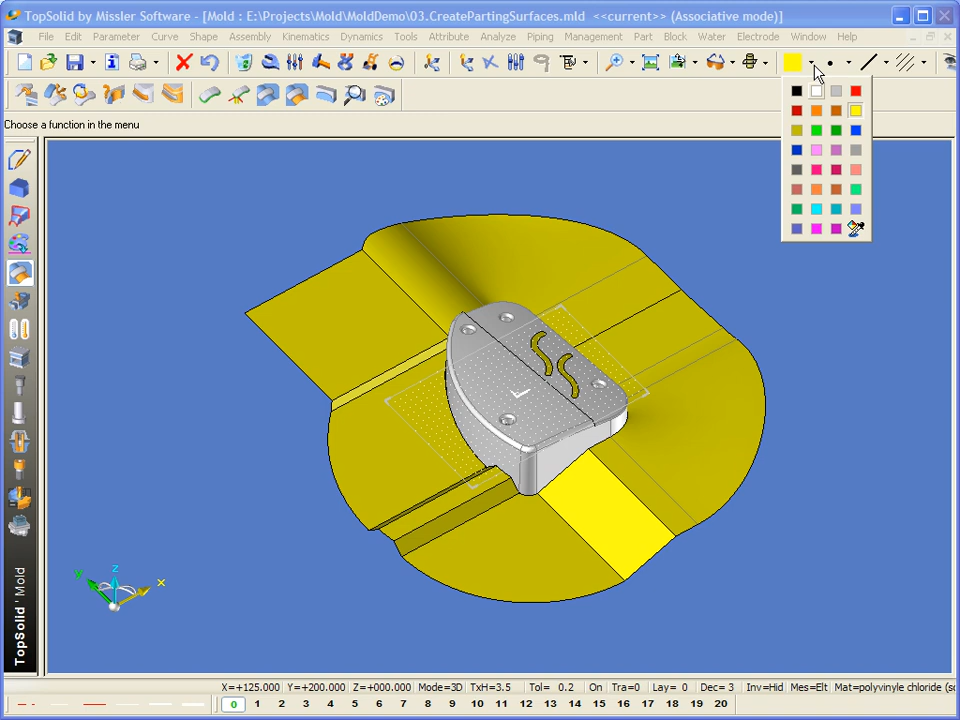 TopSolid by Missler Software - [Mold : E:\Projects\Mold\MoldDemo\03.CreatePartingSurfaces.mld <<current>> (Associative mode)]
File Edit Parameter Curve Shape Assembly Kinematics Dynamics Tools Attribute Analyze Piping Management Part Block Water Electrode Window Help
Choose a function in the menu
y z x
TopSolid'Mold
X=+125.000 Y=+200.000 Z=+000.000 Mode=3D TxH=3.5 Tol= 0.2 On Tra=0 Lay= 0 Dec= 3 Inv=Hid Mes=Elt Mat=polyvinyle chloride (so
0 1 2 3 4 5 6 7 8 9 10 11 12 13 14 15 16 17 18 19 20